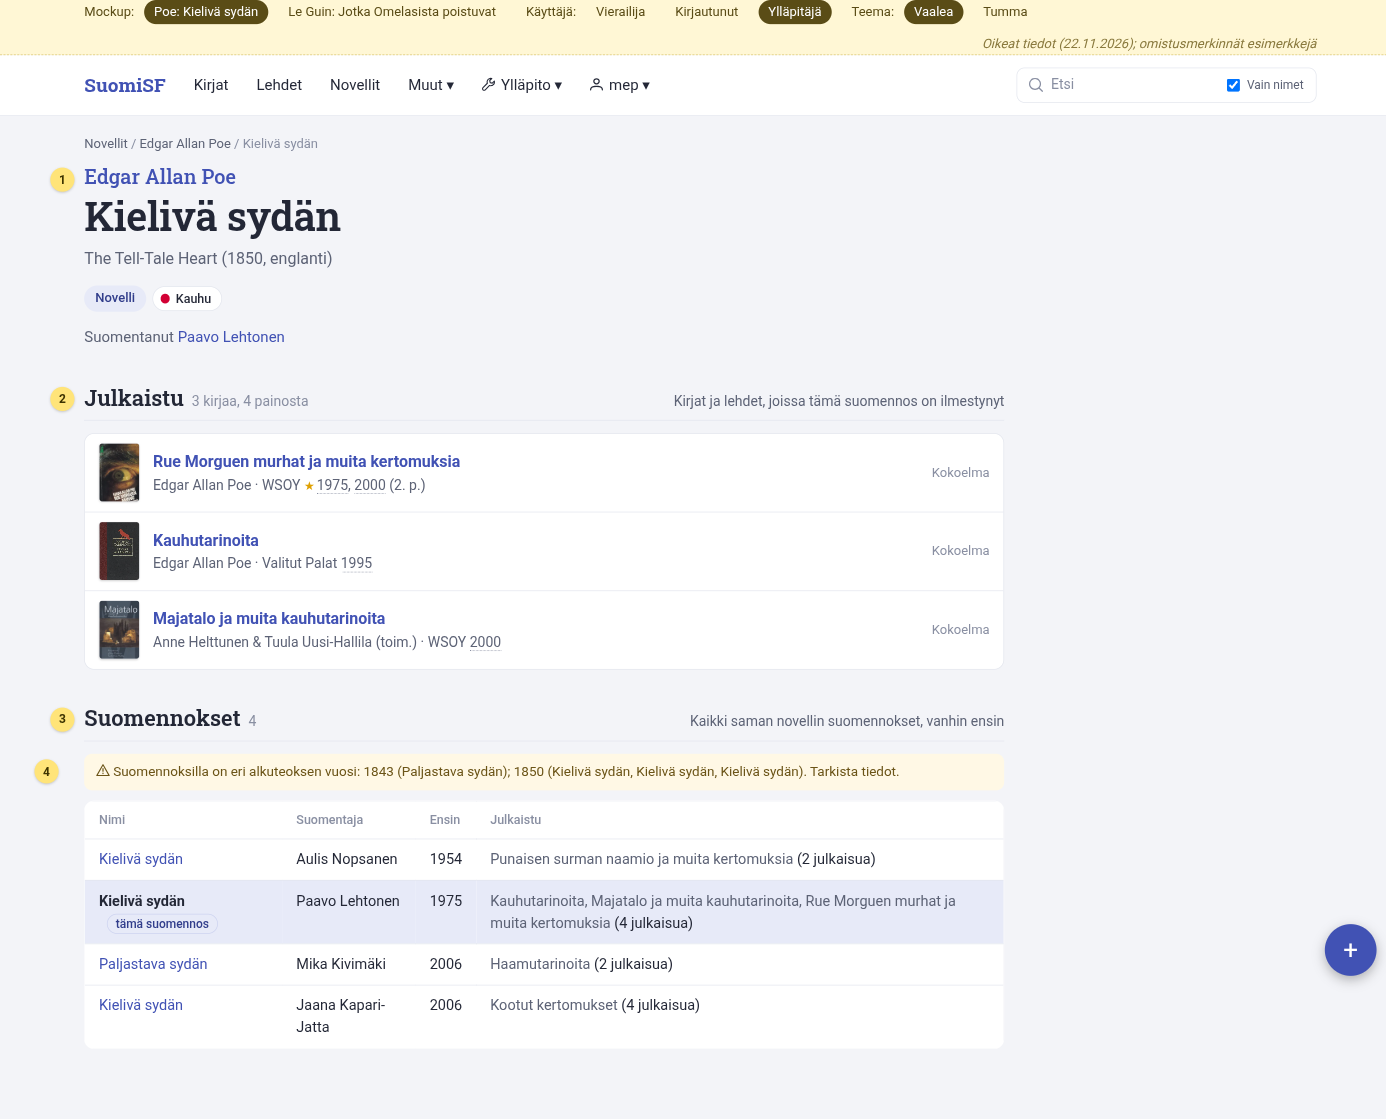 Mockup: Poe: Kielivä sydän Le Guin: Jotka Omelasista poistuvat Käyttäjä: Vierailija Kirjautunut Ylläpitäjä Teema: Vaalea Tumma
Oikeat tiedot (22.11.2026); omistusmerkinnät esimerkkejä
SuomiSF Kirjat Lehdet Novellit Muut ▾ Ylläpito ▾ mep ▾ Etsi Vain nimet
Novellit / Edgar Allan Poe / Kielivä sydän
1 Edgar Allan Poe
Kielivä sydän
The Tell-Tale Heart (1850, englanti)
Novelli Kauhu
Suomentanut Paavo Lehtonen
2 Julkaistu 3 kirjaa, 4 painosta Kirjat ja lehdet, joissa tämä suomennos on ilmestynyt
Rue Morguen murhat ja muita kertomuksia
Edgar Allan Poe · WSOY ★ 1975, 2000 (2. p.)
Kokoelma
Kauhutarinoita
Edgar Allan Poe · Valitut Palat 1995
Kokoelma
Majatalo
Majatalo ja muita kauhutarinoita
Anne Helttunen & Tuula Uusi-Hallila (toim.) · WSOY 2000
Kokoelma
3 Suomennokset 4 Kaikki saman novellin suomennokset, vanhin ensin
4 ⚠ Suomennoksilla on eri alkuteoksen vuosi: 1843 (Paljastava sydän); 1850 (Kielivä sydän, Kielivä sydän, Kielivä sydän). Tarkista tiedot.
Nimi Suomentaja Ensin Julkaistu
Kielivä sydän Aulis Nopsanen 1954 Punaisen surman naamio ja muita kertomuksia (2 julkaisua)
Kielivä sydän Paavo Lehtonen 1975 Kauhutarinoita, Majatalo ja muita kauhutarinoita, Rue Morguen murhat ja
tämä suomennos muita kertomuksia (4 julkaisua)
Paljastava sydän Mika Kivimäki 2006 Haamutarinoita (2 julkaisua)
Kielivä sydän Jaana Kapari- 2006 Kootut kertomukset (4 julkaisua)
Jatta
+